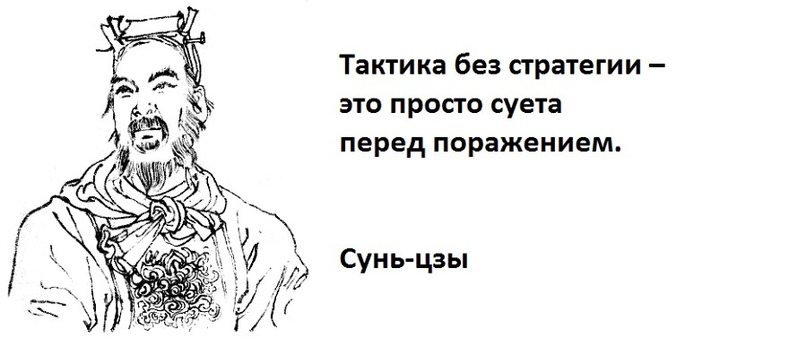 Тактика без стратегии –
это просто суета
перед поражением.
Сунь-цзы